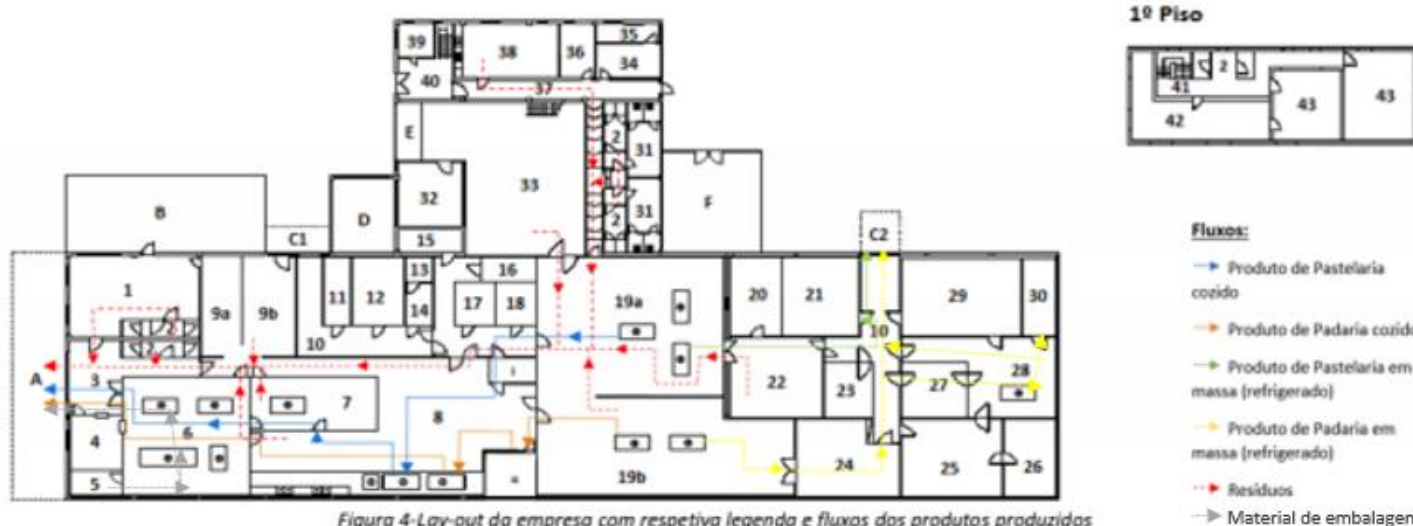 1º Piso
39
38
36
35
34
40
37
2
41
42
43
43
E
2
31
33
32
31
2
F
B
C1
D
15
C2
1
9a
9b
11
12
13
14
16
17
18
19a
20
21
10
29
30
2
10
A
3
7
8
i
22
23
27
28
4
6
5
19b
24
25
26
Fluxos:
Produto de Pastelaria
cozido
Produto de Padaria cozido
Produto de Pastelaria em
massa (refrigerado)
Produto de Padaria em
massa (refrigerado)
Resíduos
Material de embalagem
Figura 4-Lay-out da empresa com respetiva legenda e fluxos dos produtos produzidos